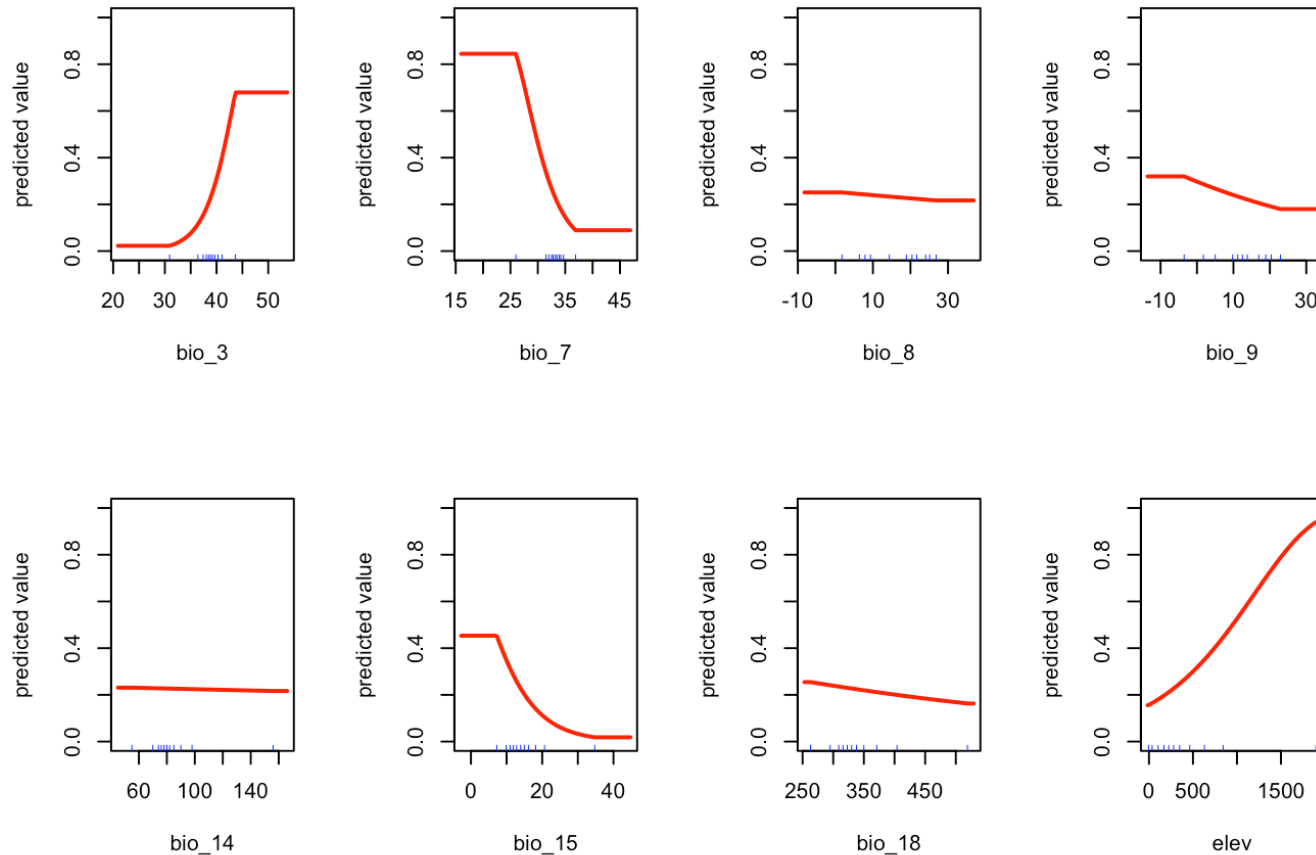 predicted value
0.0 0.4 0.8
20 30 40 50
bio_3
predicted value
0.0 0.4 0.8
15 25 35 45
bio_7
predicted value
0.0 0.4 0.8
-10 10 30
bio_8
predicted value
0.0 0.4 0.8
-10 10 30
bio_9
predicted value
0.0 0.4 0.8
60 100 140
bio_14
predicted value
0.0 0.4 0.8
0 20 40
bio_15
predicted value
0.0 0.4 0.8
250 350 450
bio_18
predicted value
0.0 0.4 0.8
0 500 1500
elev